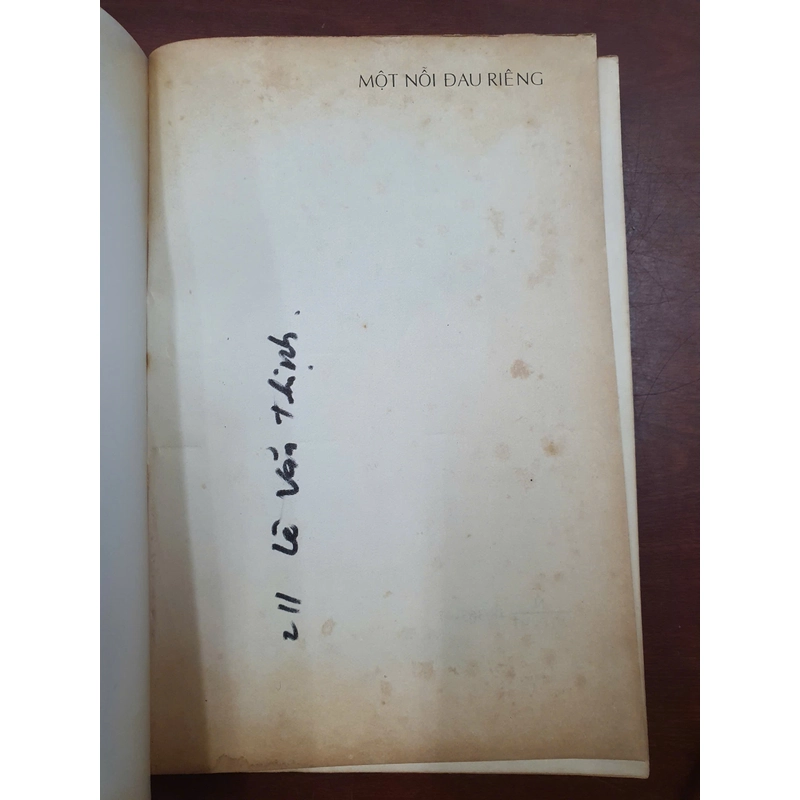 MỘT NỖI ĐAU RIÊNG
211 Lê Văn Thịnh.